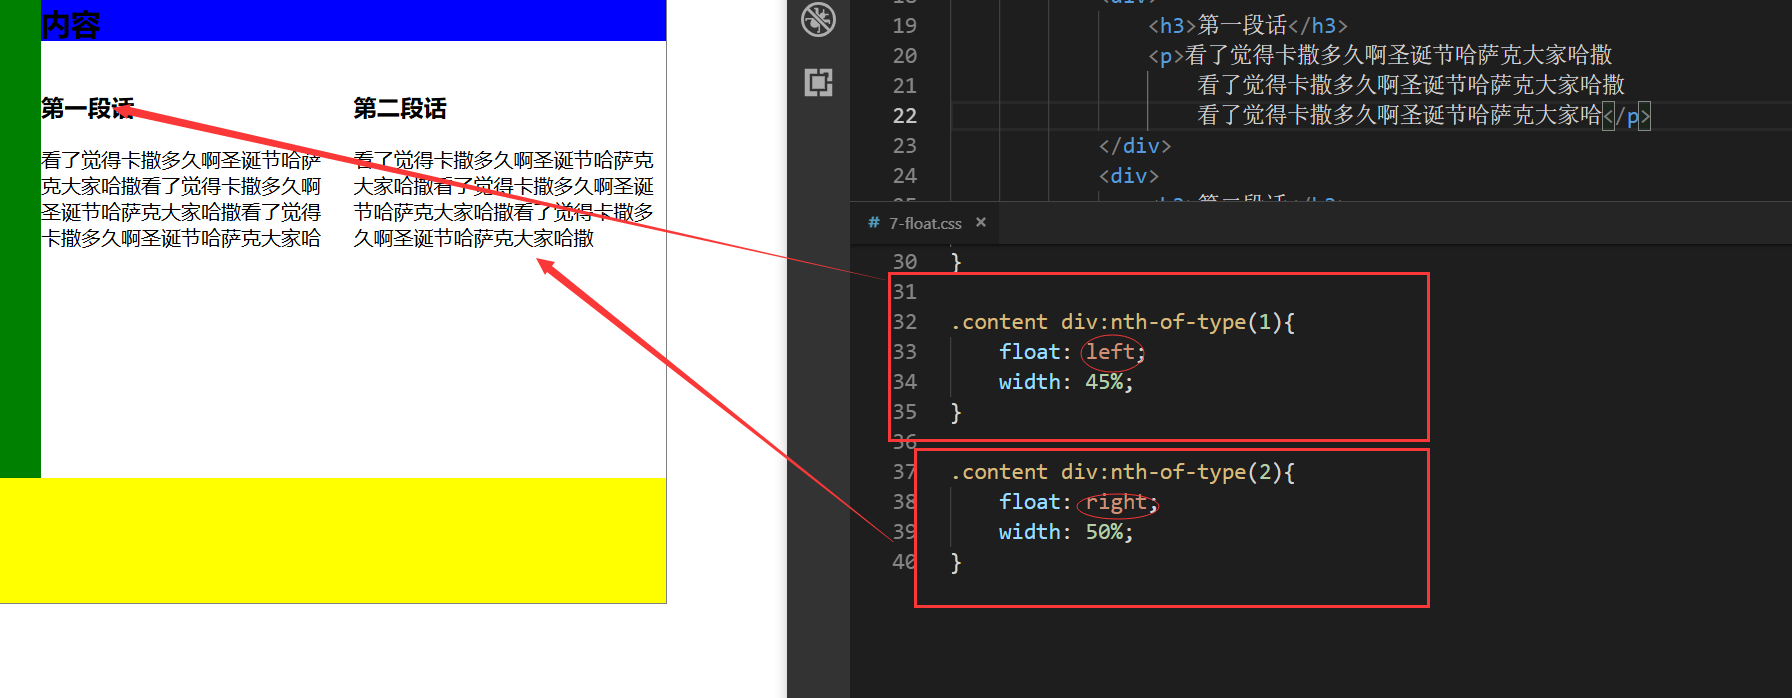 内容
第一段话
看了觉得卡撒多久啊圣诞节哈萨
克大家哈撒看了觉得卡撒多久啊
圣诞节哈萨克大家哈撒看了觉得
卡撒多久啊圣诞节哈萨克大家哈
第二段话
看了觉得卡撒多久啊圣诞节哈萨克
大家哈撒看了觉得卡撒多久啊圣诞
节哈萨克大家哈撒看了觉得卡撒多
久啊圣诞节哈萨克大家哈撒
18 <div>
19 <h3>第一段话</h3>
20 <p>看了觉得卡撒多久啊圣诞节哈萨克大家哈撒
21 看了觉得卡撒多久啊圣诞节哈萨克大家哈撒
22 看了觉得卡撒多久啊圣诞节哈萨克大家哈</p>
23 </div>
24 <div>
25 <h3>第二段话</h3>
# 7-float.css ×
30 }
31
32 .content div:nth-of-type(1){
33 float: left;
34 width: 45%;
35 }
36
37 .content div:nth-of-type(2){
38 float: right;
39 width: 50%;
40 }